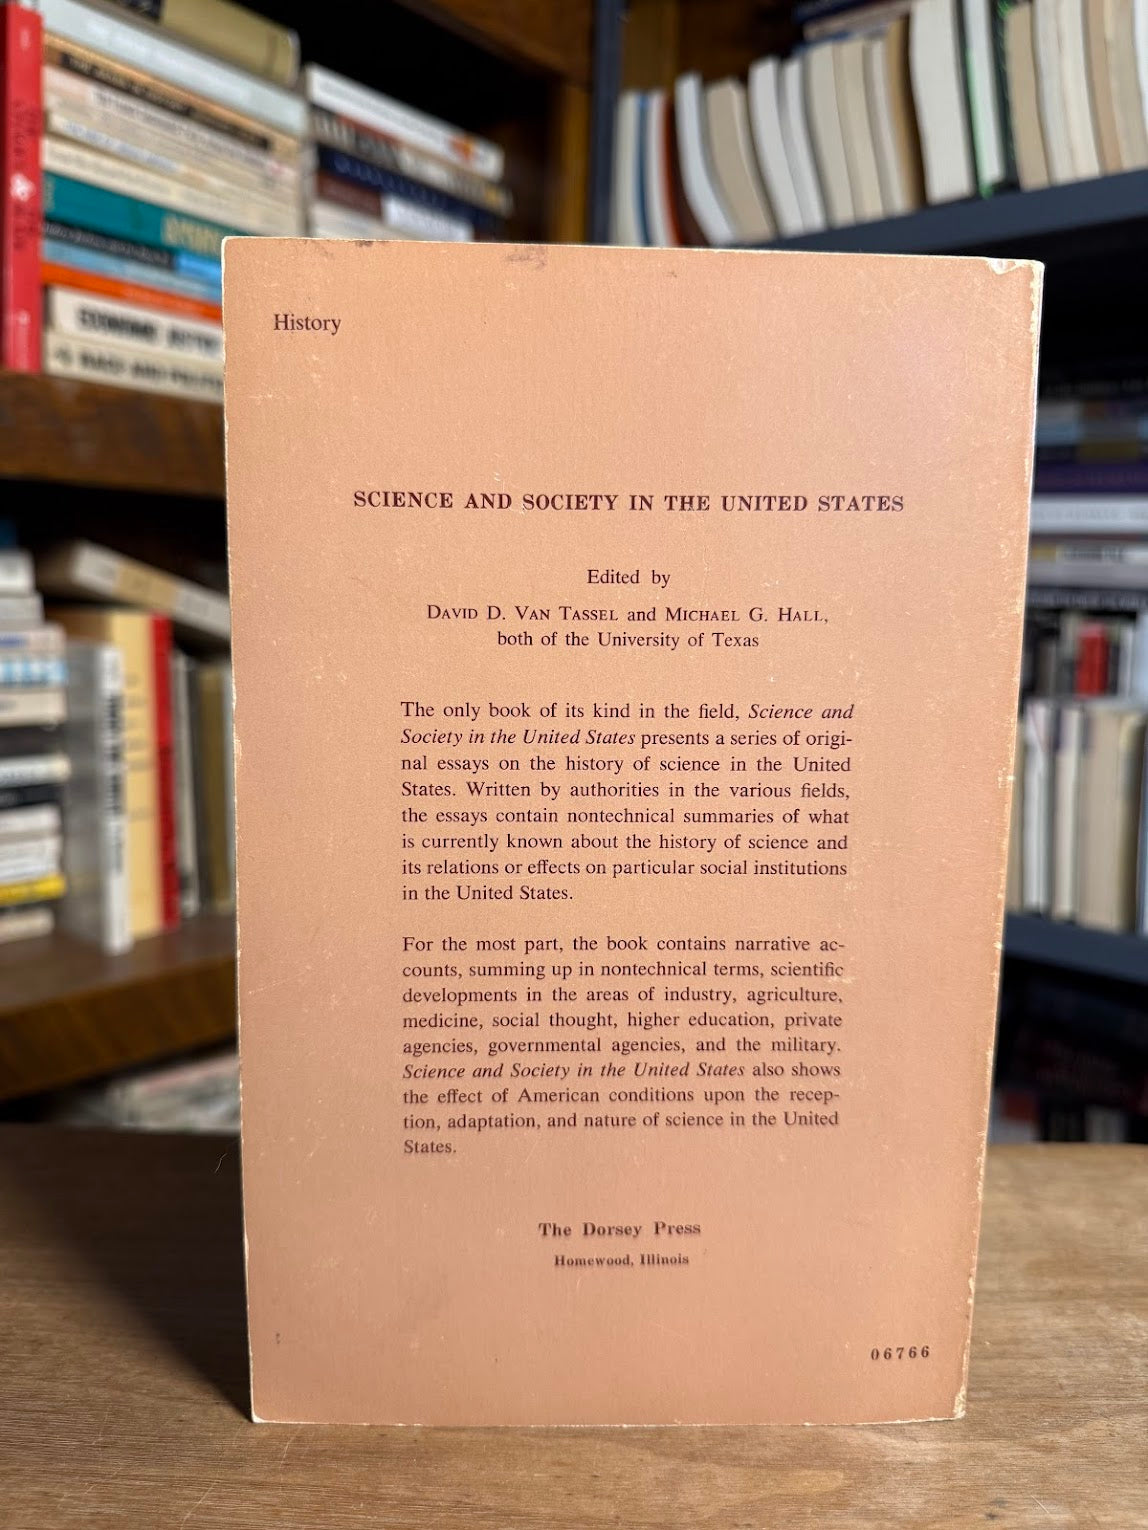 History
SCIENCE AND SOCIETY IN THE UNITED STATES
Edited by
DAVID D. VAN TASSEL and MICHAEL G. HALL,
both of the University of Texas
The only book of its kind in the field, Science and
Society in the United States presents a series of origi-
nal essays on the history of science in the United
States. Written by authorities in the various fields,
the essays contain nontechnical summaries of what
is currently known about the history of science and
its relations or effects on particular social institutions
in the United States.
For the most part, the book contains narrative ac-
counts, summing up in nontechnical terms, scientific
developments in the areas of industry, agriculture,
medicine, social thought, higher education, private
agencies, governmental agencies, and the military.
Science and Society in the United States also shows
the effect of American conditions upon the recep-
tion, adaptation, and nature of science in the United
States.
The Dorsey Press
Homewood, Illinois
06766